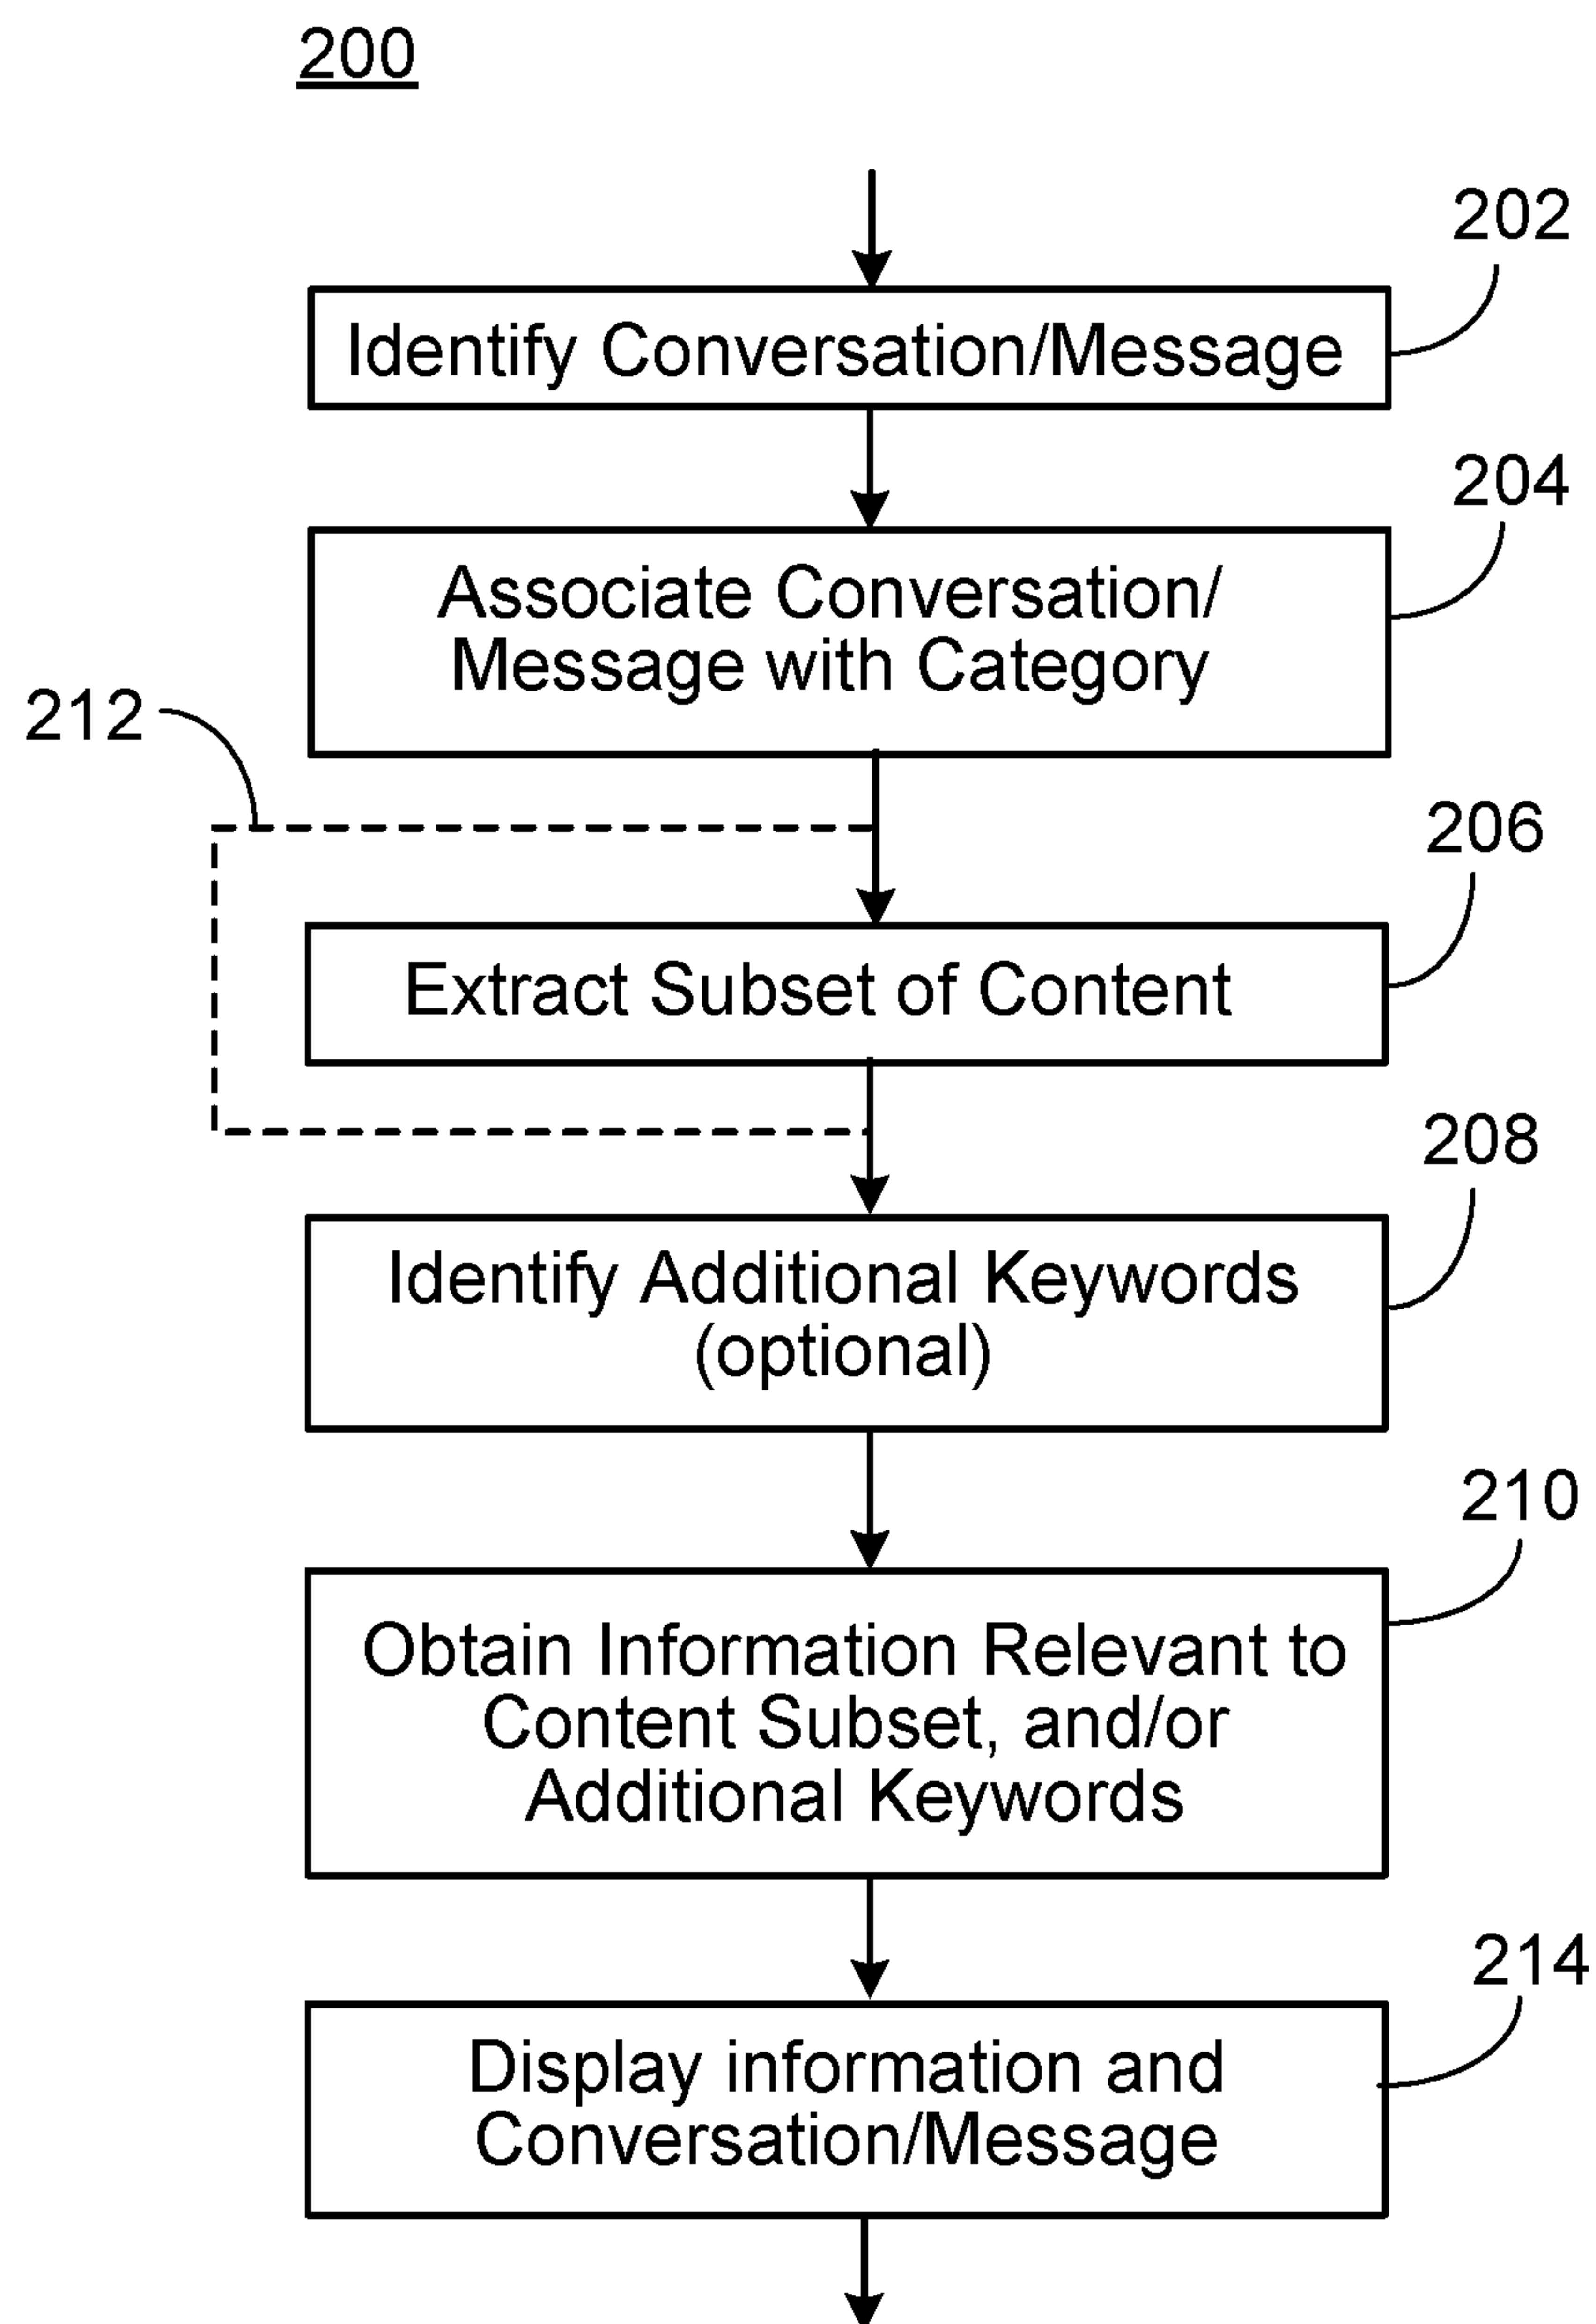 200
202
Identify Conversation/Message
204
Associate Conversation/
Message with Category
212
206
Extract Subset of Content
208
Identify Additional Keywords
(optional)
210
Obtain Information Relevant to
Content Subset, and/or
Additional Keywords
214
Display information and
Conversation/Message